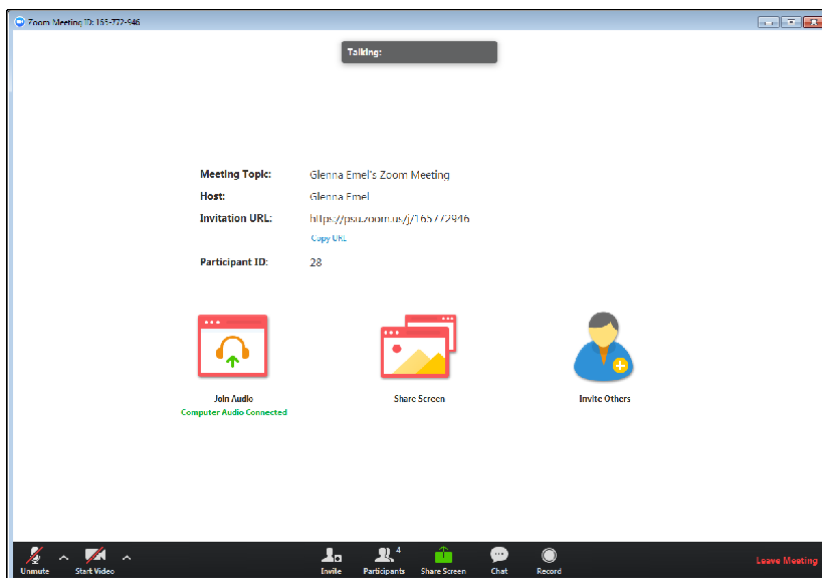 Zoom Meeting ID: 165-772-946
Talking:
Meeting Topic: Glenna Emel's Zoom Meeting
Host: Glenna Emel
Invitation URL: https://psu.zoom.us/j/165772946
Copy URL
Participant ID: 28
Join Audio Share Screen Invite Others
Computer Audio Connected
4
Unmute Start Video Invite Participants Share Screen Chat Record Leave Meeting